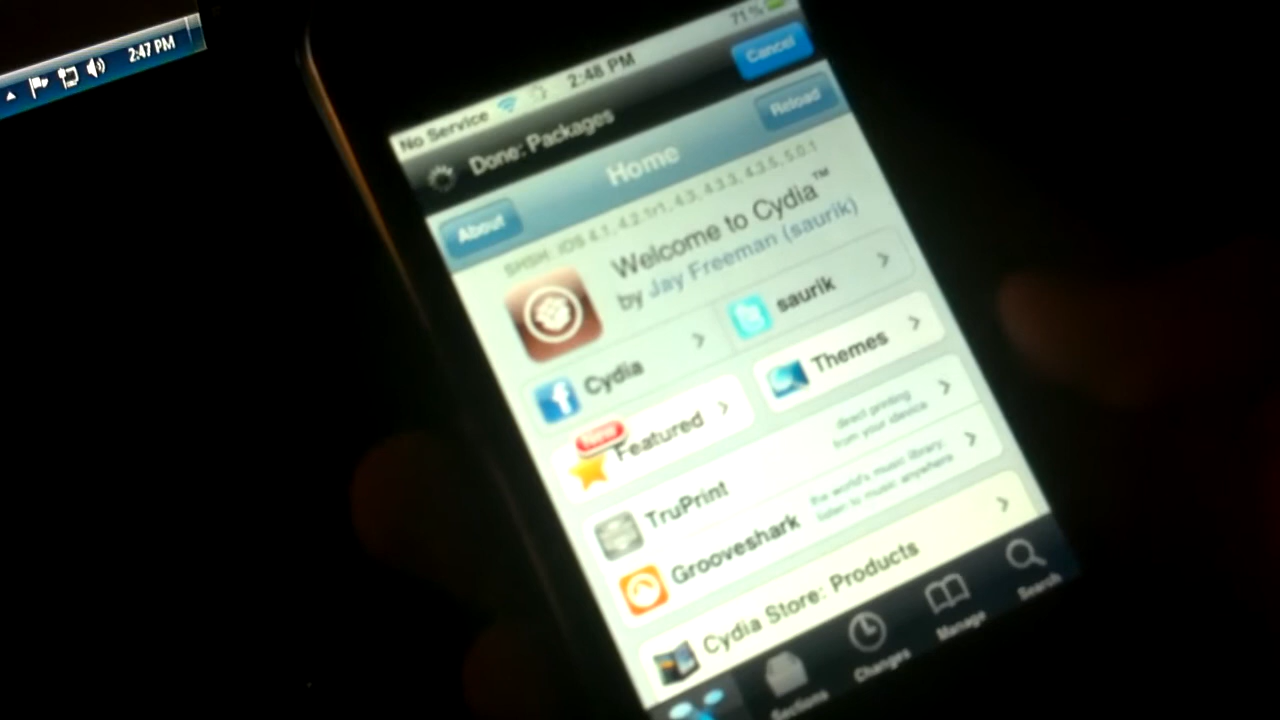 2:47 PM
No Service 2:48 PM 71%
Done: Packages Cancel
About Home Reload
SHSH: iOS 4.1, 4.2.1r1, 4.3, 4.3.3, 4.3.5, 5.0.1
Welcome to Cydia™
by Jay Freeman (saurik)
Cydia
saurik
New
Featured
Themes
TruPrint
direct printing
from your iDevice
Grooveshark
the world's music library.
listen to music anywhere
Cydia Store: Products
Sections
Changes
Manage
Search